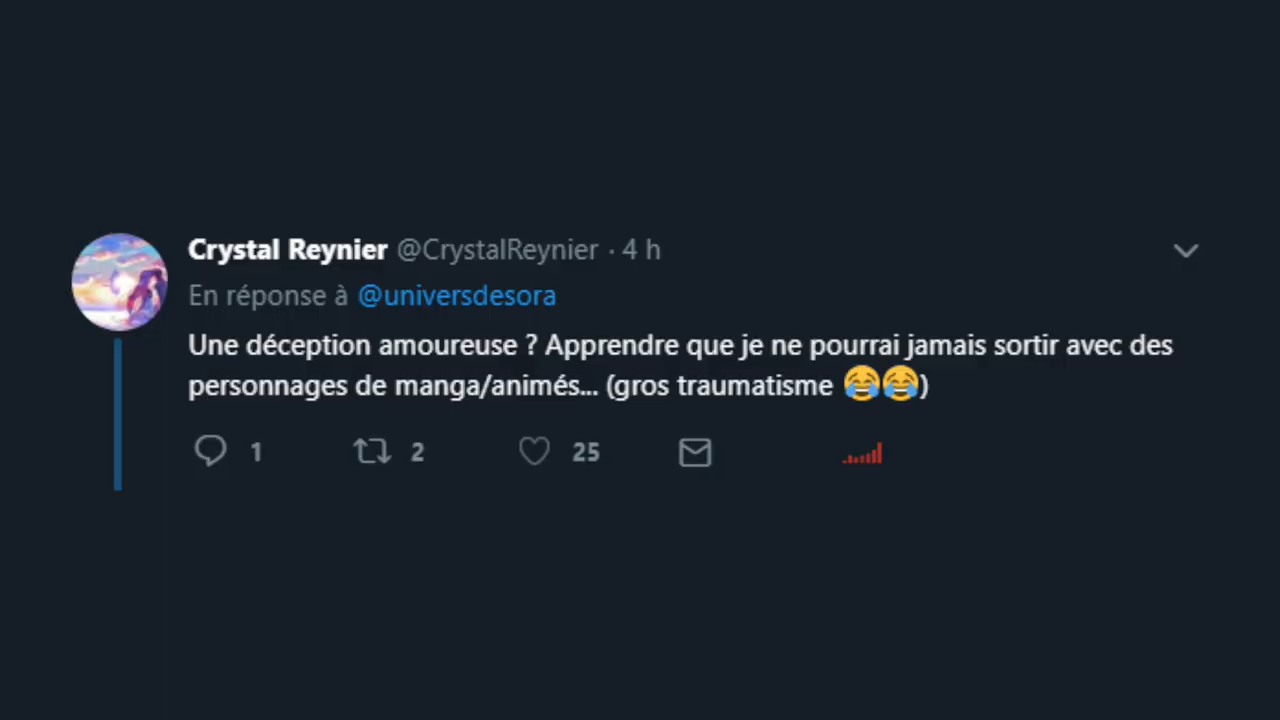 Crystal Reynier @CrystalReynier · 4 h
En réponse à @universdesora
Une déception amoureuse ? Apprendre que je ne pourrai jamais sortir avec des
personnages de manga/animés... (gros traumatisme 😂😂)
1 2 25